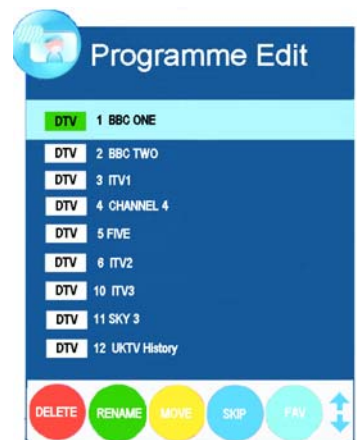 Programme Edit
DTV 1 BBC ONE
DTV 2 BBC TWO
DTV 3 ITV1
DTV 4 CHANNEL 4
DTV 5 FIVE
DTV 6 ITV2
DTV 10 ITV3
DTV 11 SKY 3
DTV 12 UKTV History
DELETE RENAME MOVE SKIP FAV